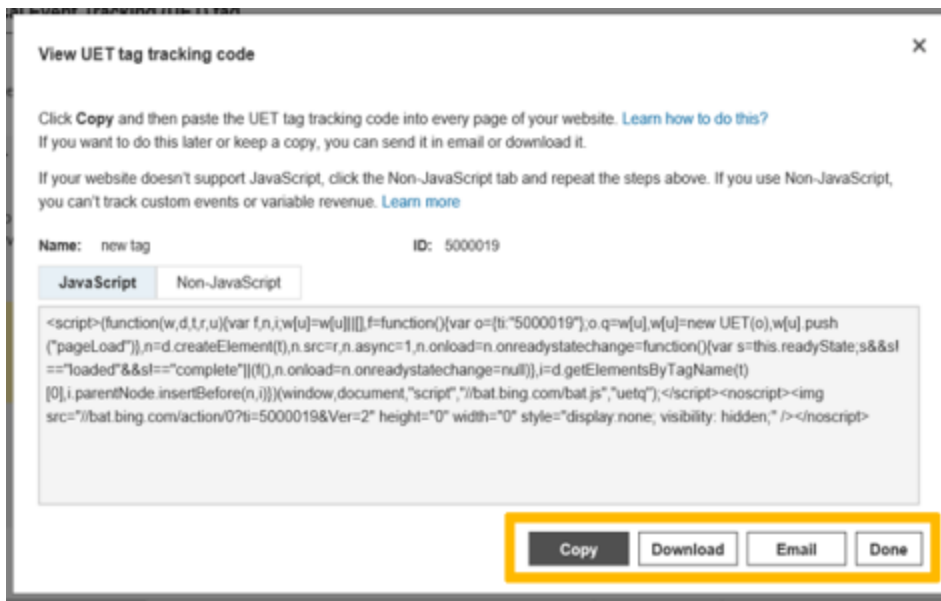 al Event Tracking (UET) tag
View UET tag tracking code
Click Copy and then paste the UET tag tracking code into every page of your website. Learn how to do this?
If you want to do this later or keep a copy, you can send it in email or download it.
If your website doesn't support JavaScript, click the Non-JavaScript tab and repeat the steps above. If you use Non-JavaScript,
you can't track custom events or variable revenue. Learn more
Name: new tag ID: 5000019
JavaScript Non-JavaScript
<script>(function(w,d,t,r,u){var f,n,i;w[u]=w[u]||[],f=function(){var o={ti:"5000019"};o.q=w[u],w[u]=new UET(o),w[u].push
("pageLoad")},n=d.createElement(t),n.src=r,n.async=1,n.onload=n.onreadystatechange=function(){var s=this.readyState;s&&s!
=="loaded"&&s!=="complete"||(f(),n.onload=n.onreadystatechange=null)},i=d.getElementsByTagName(t)
[0],i.parentNode.insertBefore(n,i)})(window,document,"script","//bat.bing.com/bat.js","uetq");</script><noscript><img
src="//bat.bing.com/action/0?ti=5000019&Ver=2" height="0" width="0" style="display:none; visibility: hidden;" /></noscript>
Copy Download Email Done